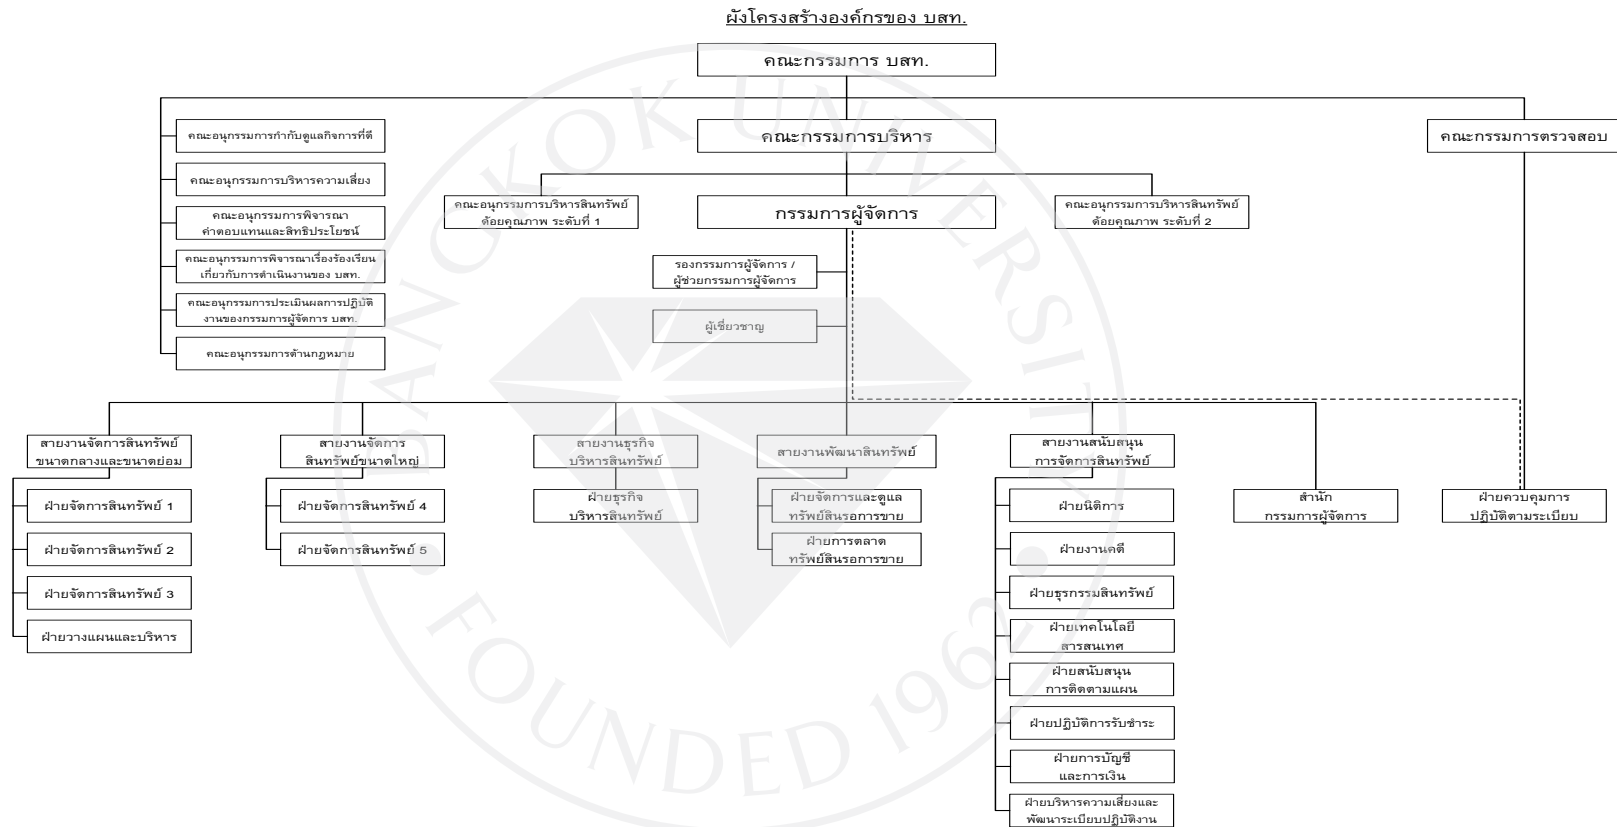 ผังโครงสร้างองค์กรของ บสท.
คณะกรรมการ บสท.
คณะอนุกรรมการกำกับดูแลกิจการที่ดี
คณะอนุกรรมการบริหารความเสี่ยง
คณะอนุกรรมการพิจารณา
ค่าตอบแทนและสิทธิประโยชน์
คณะอนุกรรมการพิจารณาเรื่องร้องเรียน
เกี่ยวกับการดำเนินงานของ บสท.
คณะอนุกรรมการประเมินผลการปฏิบัติ
งานของกรรมการผู้จัดการ บสท.
คณะอนุกรรมการด้านกฎหมาย
คณะกรรมการบริหาร
คณะกรรมการตรวจสอบ
คณะอนุกรรมการบริหารสินทรัพย์
ด้อยคุณภาพ ระดับที่ 1
กรรมการผู้จัดการ
คณะอนุกรรมการบริหารสินทรัพย์
ด้อยคุณภาพ ระดับที่ 2
รองกรรมการผู้จัดการ /
ผู้ช่วยกรรมการผู้จัดการ
ผู้เชี่ยวชาญ
สายงานจัดการสินทรัพย์
ขนาดกลางและขนาดย่อม
ฝ่ายจัดการสินทรัพย์ 1
ฝ่ายจัดการสินทรัพย์ 2
ฝ่ายจัดการสินทรัพย์ 3
ฝ่ายวางแผนและบริหาร
สายงานจัดการ
สินทรัพย์ขนาดใหญ่
ฝ่ายจัดการสินทรัพย์ 4
ฝ่ายจัดการสินทรัพย์ 5
สายงานธุรกิจ
บริหารสินทรัพย์
ฝ่ายธุรกิจ
บริหารสินทรัพย์
สายงานพัฒนาสินทรัพย์
ฝ่ายจัดการและดูแล
ทรัพย์สินรอการขาย
ฝ่ายการตลาด
ทรัพย์สินรอการขาย
สายงานสนับสนุน
การจัดการสินทรัพย์
ฝ่ายนิติการ
ฝ่ายงานคดี
ฝ่ายธุรกรรมสินทรัพย์
ฝ่ายเทคโนโลยี
สารสนเทศ
ฝ่ายสนับสนุน
การติดตามแผน
ฝ่ายปฏิบัติการรับชำระ
ฝ่ายการบัญชี
และการเงิน
ฝ่ายบริหารความเสี่ยงและ
พัฒนาระเบียบปฏิบัติงาน
สำนัก
กรรมการผู้จัดการ
ฝ่ายควบคุมการ
ปฏิบัติตามระเบียบ
BANGKOK UNIVERSITY
FOUNDED 1962